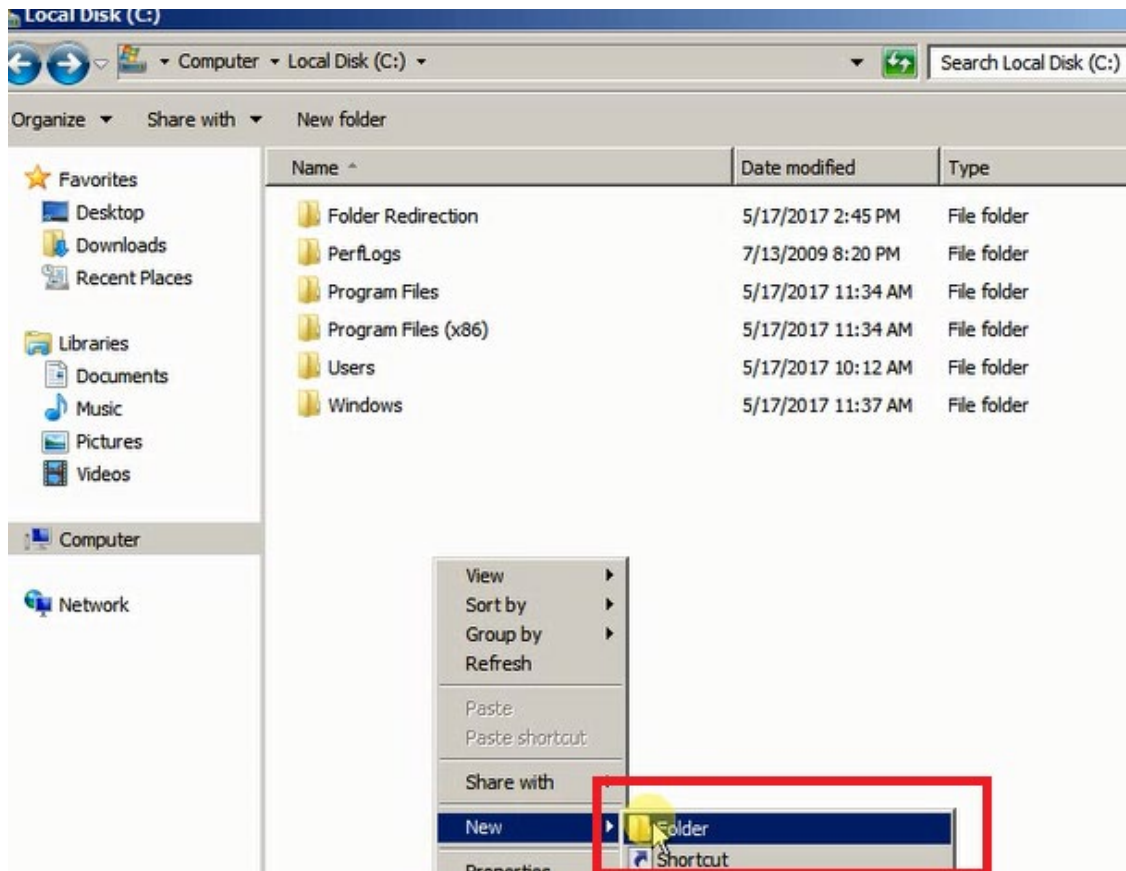 Local Disk (C:)
Computer Local Disk (C:) Search Local Disk (C:)
Organize Share with New folder
Name Date modified Type
Favorites
Desktop
Downloads
Recent Places
Libraries
Documents
Music
Pictures
Videos
Computer
Network
Folder Redirection 5/17/2017 2:45 PM File folder
PerfLogs 7/13/2009 8:20 PM File folder
Program Files 5/17/2017 11:34 AM File folder
Program Files (x86) 5/17/2017 11:34 AM File folder
Users 5/17/2017 10:12 AM File folder
Windows 5/17/2017 11:37 AM File folder
View
Sort by
Group by
Refresh
Paste
Paste shortcut
Share with
New
Properties
Folder
Shortcut